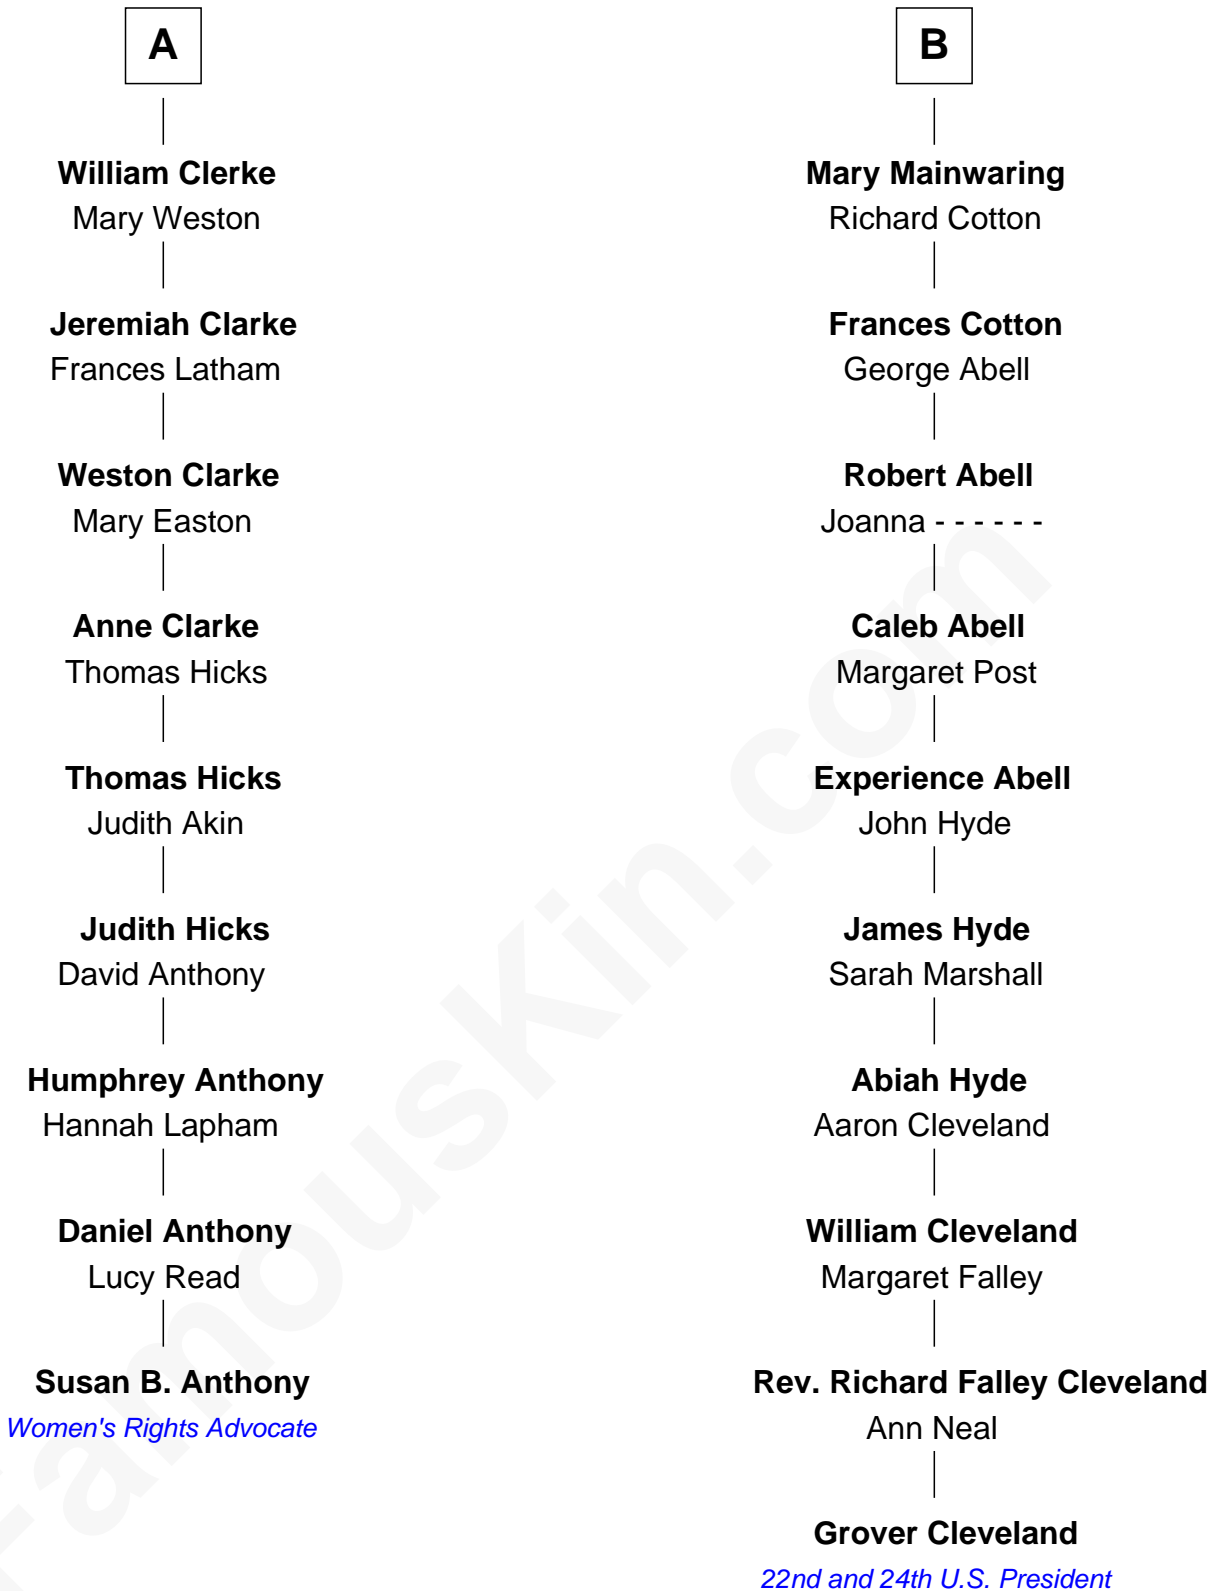 A
William Clerke
Mary Weston
Jeremiah Clarke
Frances Latham
Weston Clarke
Mary Easton
Anne Clarke
Thomas Hicks
Thomas Hicks
Judith Akin
Judith Hicks
David Anthony
Humphrey Anthony
Hannah Lapham
Daniel Anthony
Lucy Read
Susan B. Anthony
Women's Rights Advocate
B
Mary Mainwaring
Richard Cotton
Frances Cotton
George Abell
Robert Abell
Joanna - - - - - -
Caleb Abell
Margaret Post
Experience Abell
John Hyde
James Hyde
Sarah Marshall
Abiah Hyde
Aaron Cleveland
William Cleveland
Margaret Falley
Rev. Richard Falley Cleveland
Ann Neal
Grover Cleveland
22nd and 24th U.S. President
FamousKin.com